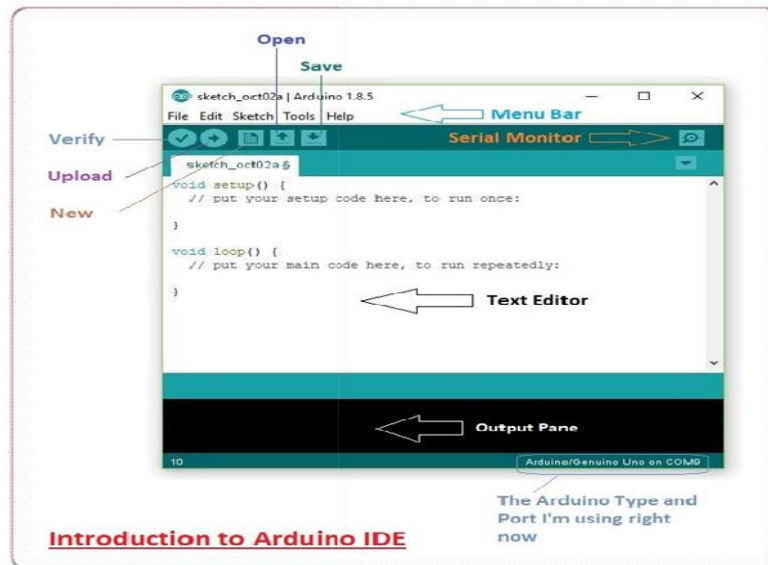 Open
Save
sketch_oct02a | Arduino 1.8.5
File Edit Sketch Tools Help
Menu Bar
Verify
Serial Monitor
Upload
sketch_oct02a §
New
void setup() {
// put your setup code here, to run once:
}
void loop() {
// put your main code here, to run repeatedly:
}
Text Editor
Output Pane
10
Arduino/Genuino Uno on COM9
The Arduino Type and
Port I'm using right
now
Introduction to Arduino IDE